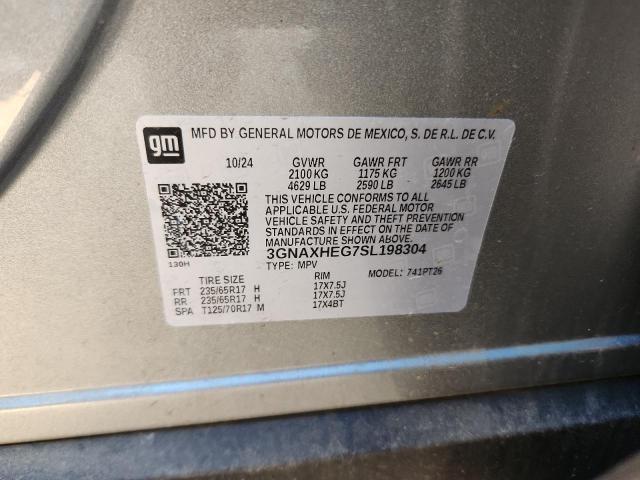 gm MFD BY GENERAL MOTORS DE MEXICO, S. DE R.L. DE C.V.
10/24 GVWR GAWR FRT GAWR RR
2100 KG 1175 KG 1200 KG
4629 LB 2590 LB 2645 LB
THIS VEHICLE CONFORMS TO ALL
APPLICABLE U.S. FEDERAL MOTOR
VEHICLE SAFETY AND THEFT PREVENTION
STANDARDS IN EFFECT ON THE DATE OF
MANUFACTURE SHOWN ABOVE.
3GNAXHEG7SL198304
130H TYPE: MPV MODEL: 741PT26
TIRE SIZE RIM
FRT 235/65R17 H 17X7.5J
RR 235/65R17 H 17X7.5J
SPA T125/70R17 M 17X4BT